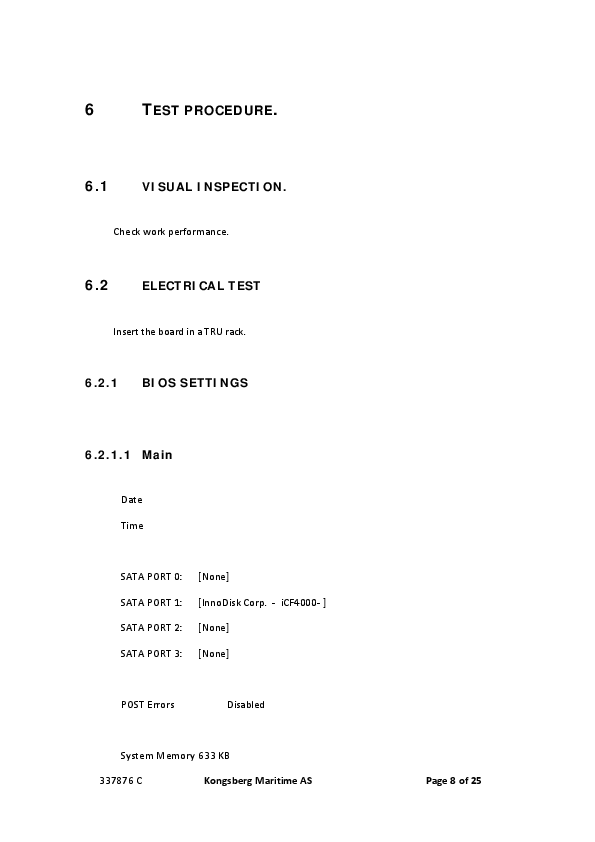 6 TEST PROCEDURE.
6.1 VISUAL INSPECTION.
Check work performance.
6.2 ELECTRICAL TEST
Insert the board in a TRU rack.
6.2.1 BIOS SETTINGS
6.2.1.1 Main
Date
Time
SATA PORT 0: [None]
SATA PORT 1: [InnoDisk Corp. - iCF4000-]
SATA PORT 2: [None]
SATA PORT 3: [None]
POST Errors Disabled
System Memory 633 KB
337876 C Kongsberg Maritime AS Page 8 of 25